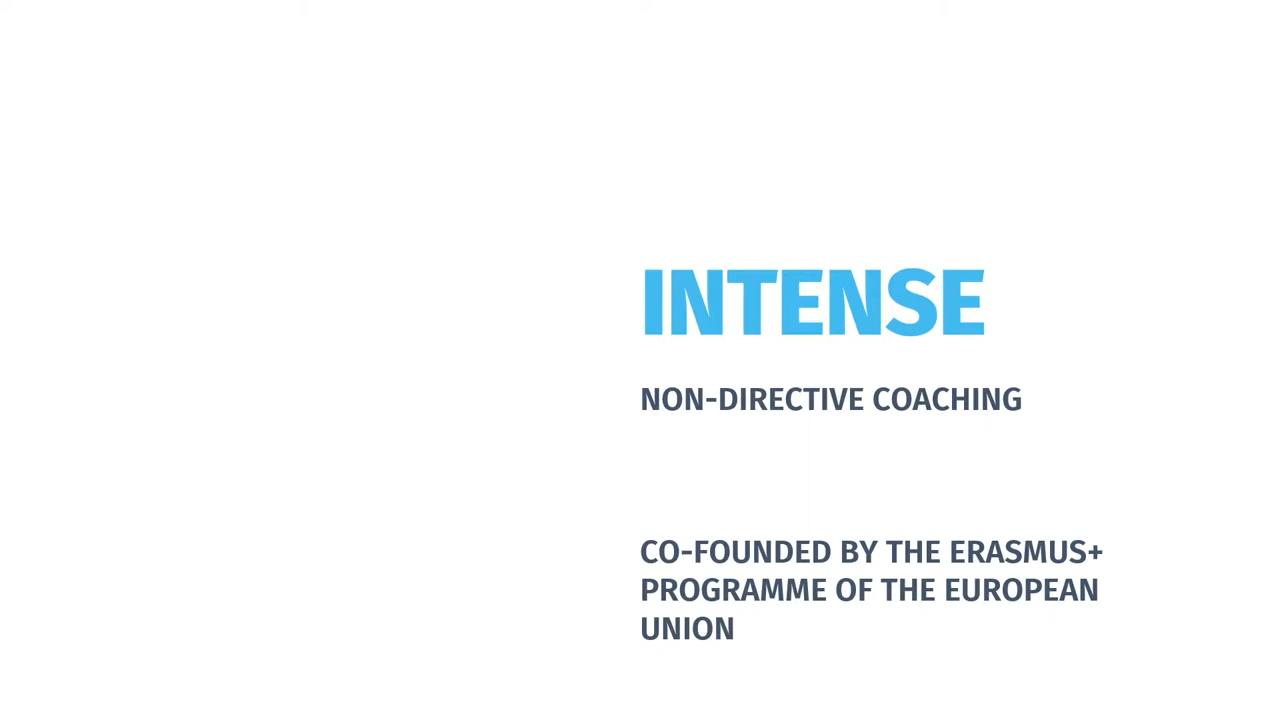 INTENSE
NON-DIRECTIVE COACHING
CO-FOUNDED BY THE ERASMUS+
PROGRAMME OF THE EUROPEAN
UNION